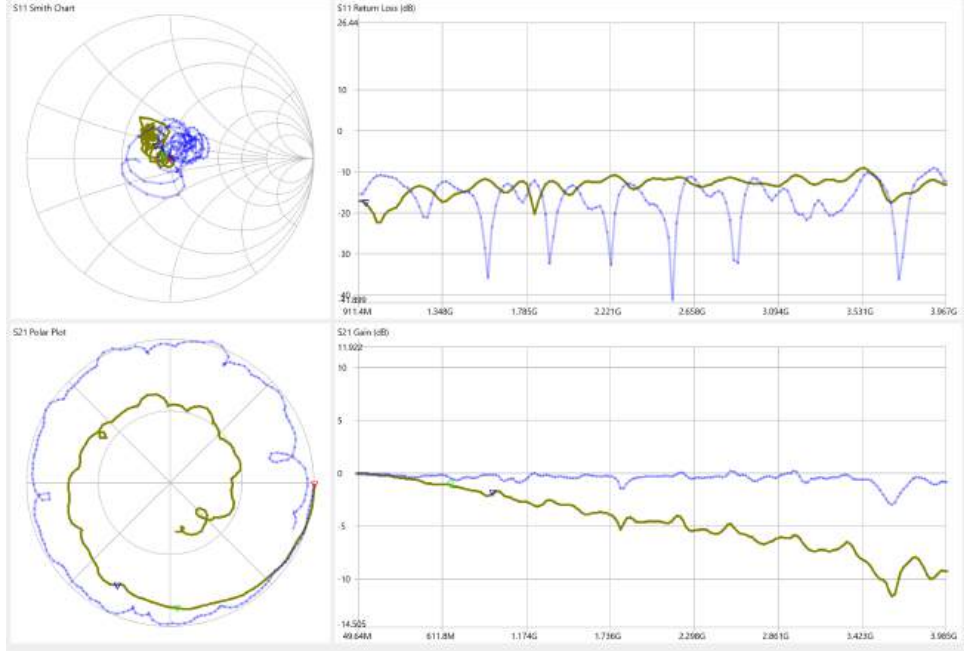 S11 Smith Chart
S11 Return Loss (dB)
26.44
10
0
-10
-20
-30
-40
-41.899
911.4M 1.348G 1.785G 2.221G 2.658G 3.094G 3.531G 3.967G
S21 Polar Plot
S21 Gain (dB)
11.922
10
5
0
-5
-10
-14.505
49.64M 611.8M 1.174G 1.736G 2.298G 2.861G 3.423G 3.985G